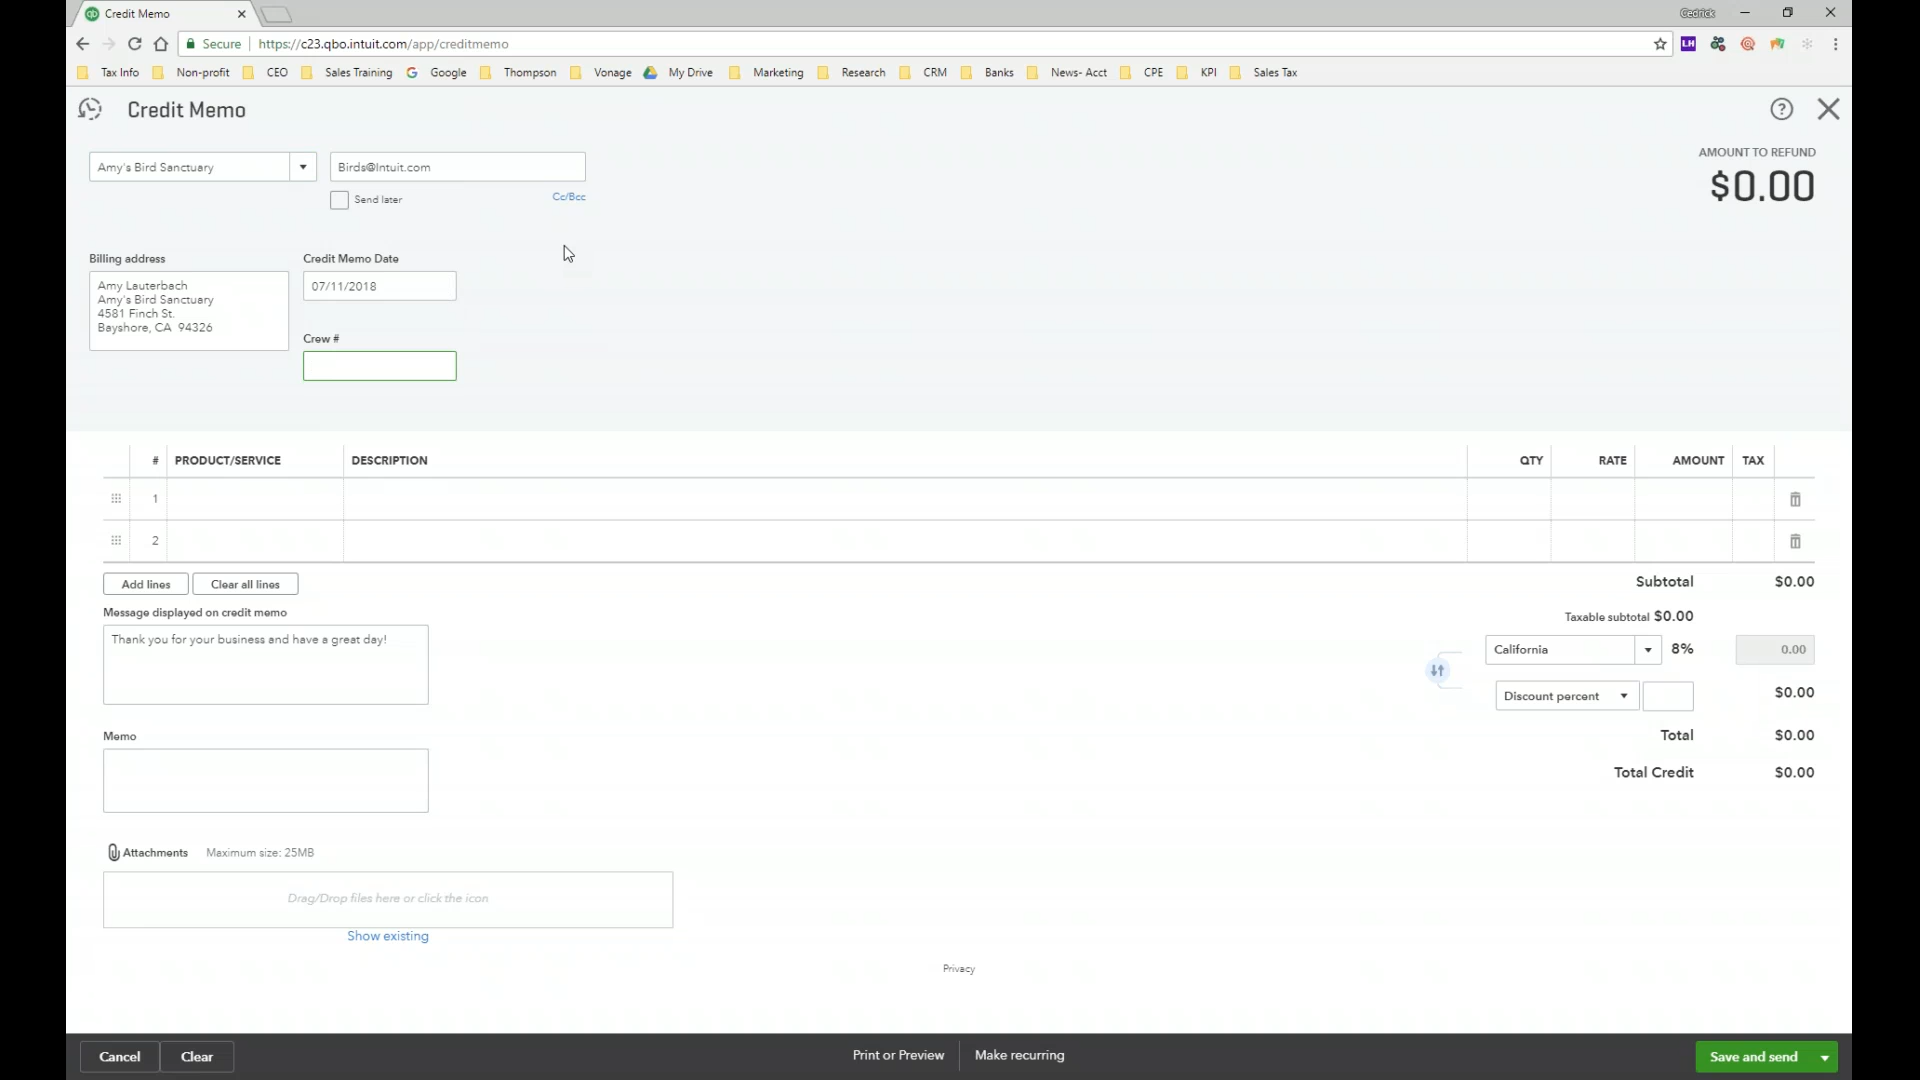 Credit Memo
Cedrick
Secure https://c23.qbo.intuit.com/app/creditmemo
LH
Tax Info Non-profit CEO Sales Training Google Thompson Vonage My Drive Marketing Research CRM Banks News- Acct CPE KPI Sales Tax
Credit Memo
Amy's Bird Sanctuary Birds@Intuit.com
AMOUNT TO REFUND
$0.00
Send later Cc/Bcc
Billing address Credit Memo Date
Amy Lauterbach
Amy's Bird Sanctuary
4581 Finch St.
Bayshore, CA 94326
07/11/2018
Crew #
# PRODUCT/SERVICE DESCRIPTION QTY RATE AMOUNT TAX
1
2
Add lines Clear all lines
Subtotal $0.00
Message displayed on credit memo
Thank you for your business and have a great day!
Taxable subtotal $0.00
California 8% 0.00
Discount percent $0.00
Memo
Total $0.00
Total Credit $0.00
Attachments Maximum size: 25MB
Drag/Drop files here or click the icon
Show existing
Privacy
Cancel Clear Print or Preview Make recurring Save and send